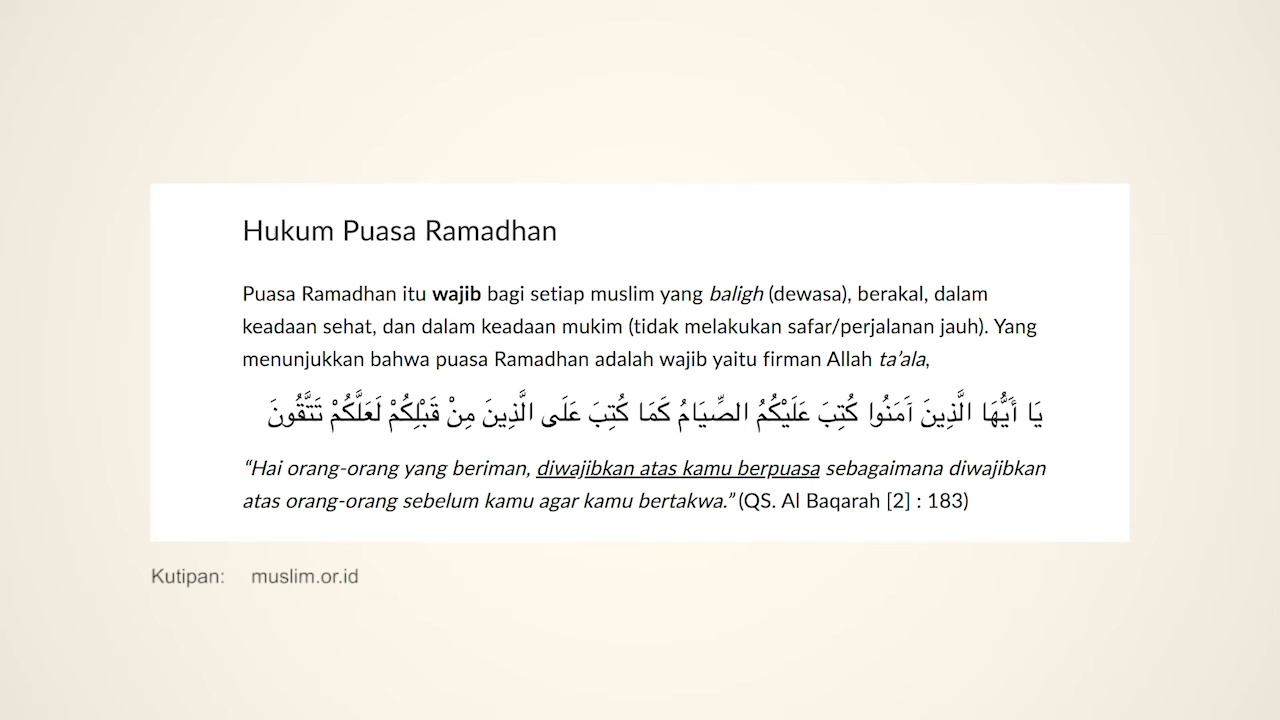 Hukum Puasa Ramadhan
Puasa Ramadhan itu wajib bagi setiap muslim yang baligh (dewasa), berakal, dalam
keadaan sehat, dan dalam keadaan mukim (tidak melakukan safar/perjalanan jauh). Yang
menunjukkan bahwa puasa Ramadhan adalah wajib yaitu firman Allah ta’ala,
يَا أَيُّهَا الَّذِينَ آَمَنُوا كُتِبَ عَلَيْكُمُ الصِّيَامُ كَمَا كُتِبَ عَلَى الَّذِينَ مِنْ قَبْلِكُمْ لَعَلَّكُمْ تَتَّقُونَ
“Hai orang-orang yang beriman, diwajibkan atas kamu berpuasa sebagaimana diwajibkan
atas orang-orang sebelum kamu agar kamu bertakwa.” (QS. Al Baqarah [2] : 183)
Kutipan: muslim.or.id